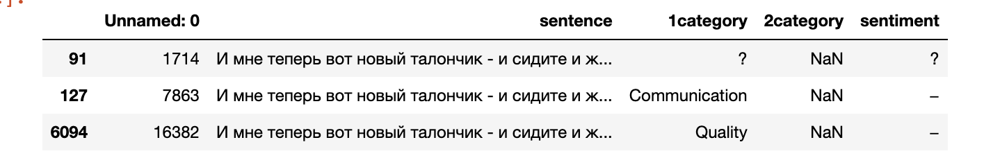 Unnamed: 0 sentence 1category 2category sentiment
91 1714 И мне теперь вот новый талончик - и сидите и ж... ? NaN ?
127 7863 И мне теперь вот новый талончик - и сидите и ж... Communication NaN –
6094 16382 И мне теперь вот новый талончик - и сидите и ж... Quality NaN –